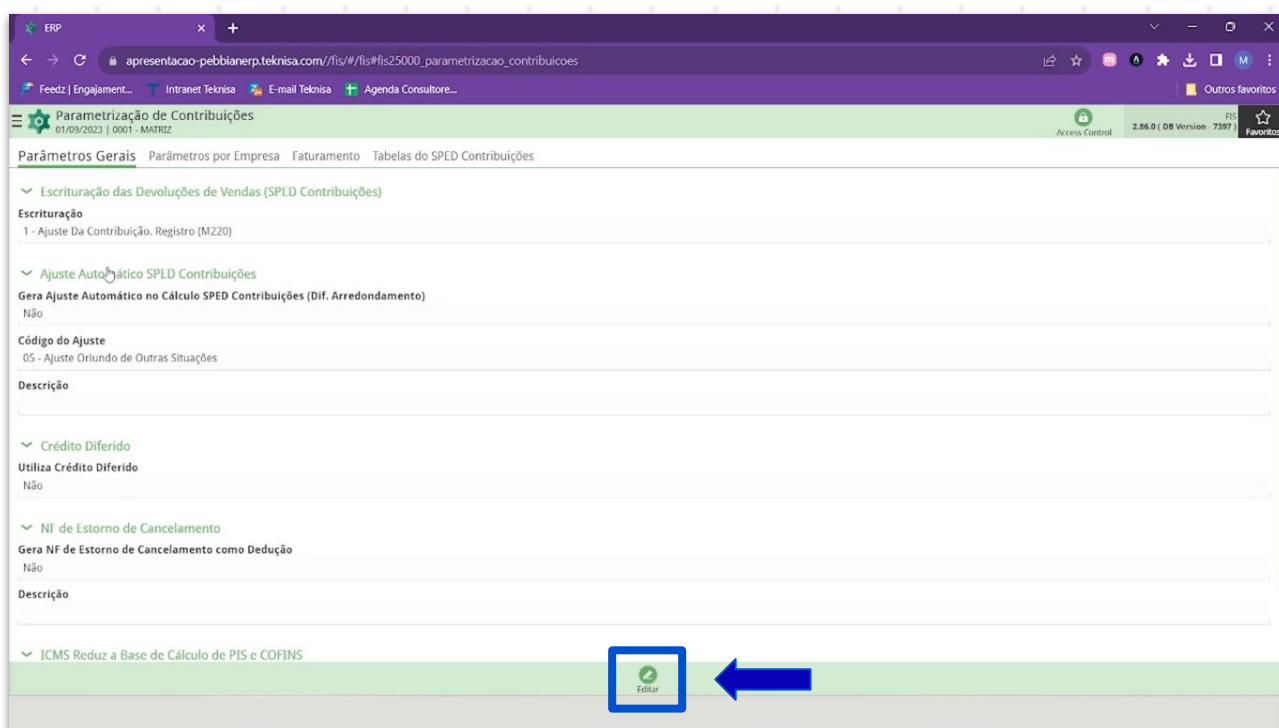 ERP
apresentacao-pebbianerp.teknisa.com//fis/#/fis#fis25000_parametrizacao_contribuicoes
Feedz | Engajament... Intranet Teknisa E-mail Teknisa Agenda Consultore... Outros favoritos
Parametrização de Contribuições
01/09/2023 | 0001 - MATRIZ
Access Control
FIS
2.86.0 ( DB Version - 7397 )
Favoritos
Parâmetros Gerais Parâmetros por Empresa Faturamento Tabelas do SPED Contribuições
Escrituração das Devoluções de Vendas (SPED Contribuições)
Escrituração
1 - Ajuste Da Contribuição. Registro (M220)
Ajuste Automático SPED Contribuições
Gera Ajuste Automático no Cálculo SPED Contribuições (Dif. Arredondamento)
Não
Código do Ajuste
05 - Ajuste Oriundo de Outras Situações
Descrição
Crédito Diferido
Utiliza Crédito Diferido
Não
NF de Estorno de Cancelamento
Gera NF de Estorno de Cancelamento como Dedução
Não
Descrição
ICMS Reduz a Base de Cálculo de PIS e COFINS
Editar